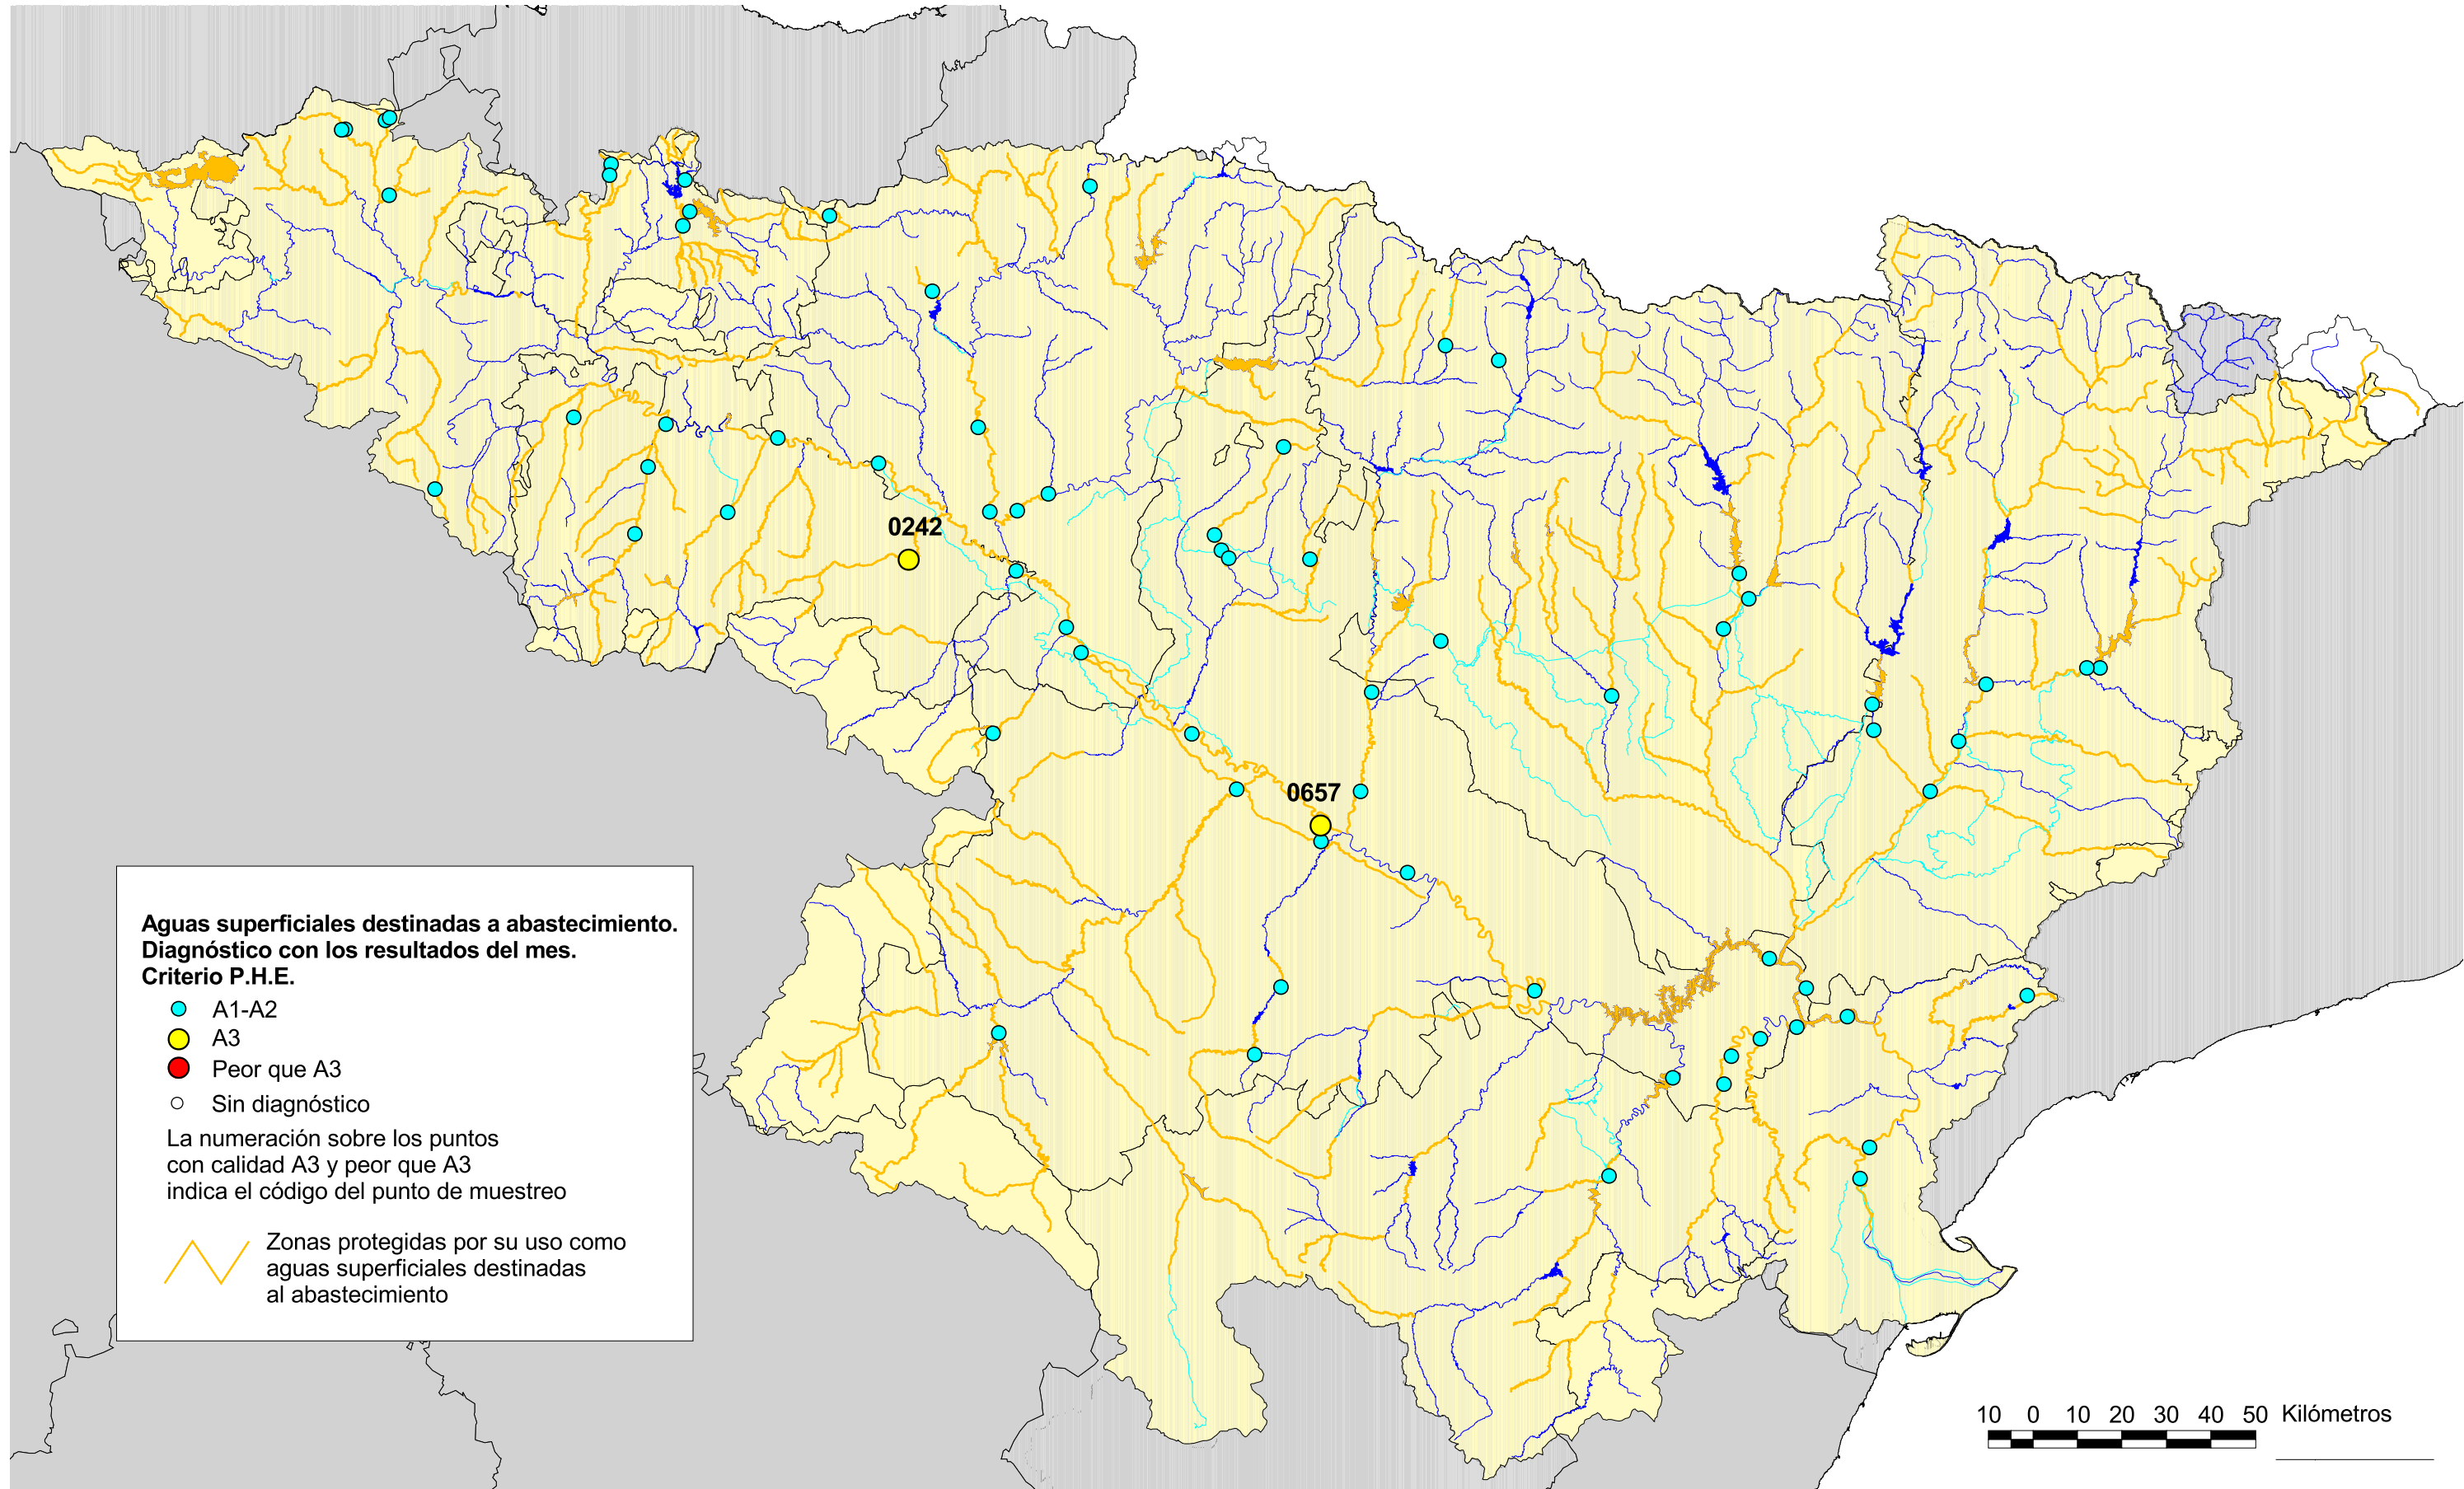 0242
0657
Aguas superficiales destinadas a abastecimiento.
Diagnóstico con los resultados del mes.
Criterio P.H.E.
A1-A2
A3
Peor que A3
Sin diagnóstico
La numeración sobre los puntos
con calidad A3 y peor que A3
indica el código del punto de muestreo
Zonas protegidas por su uso como
aguas superficiales destinadas
al abastecimiento
10 0 10 20 30 40 50 Kilómetros